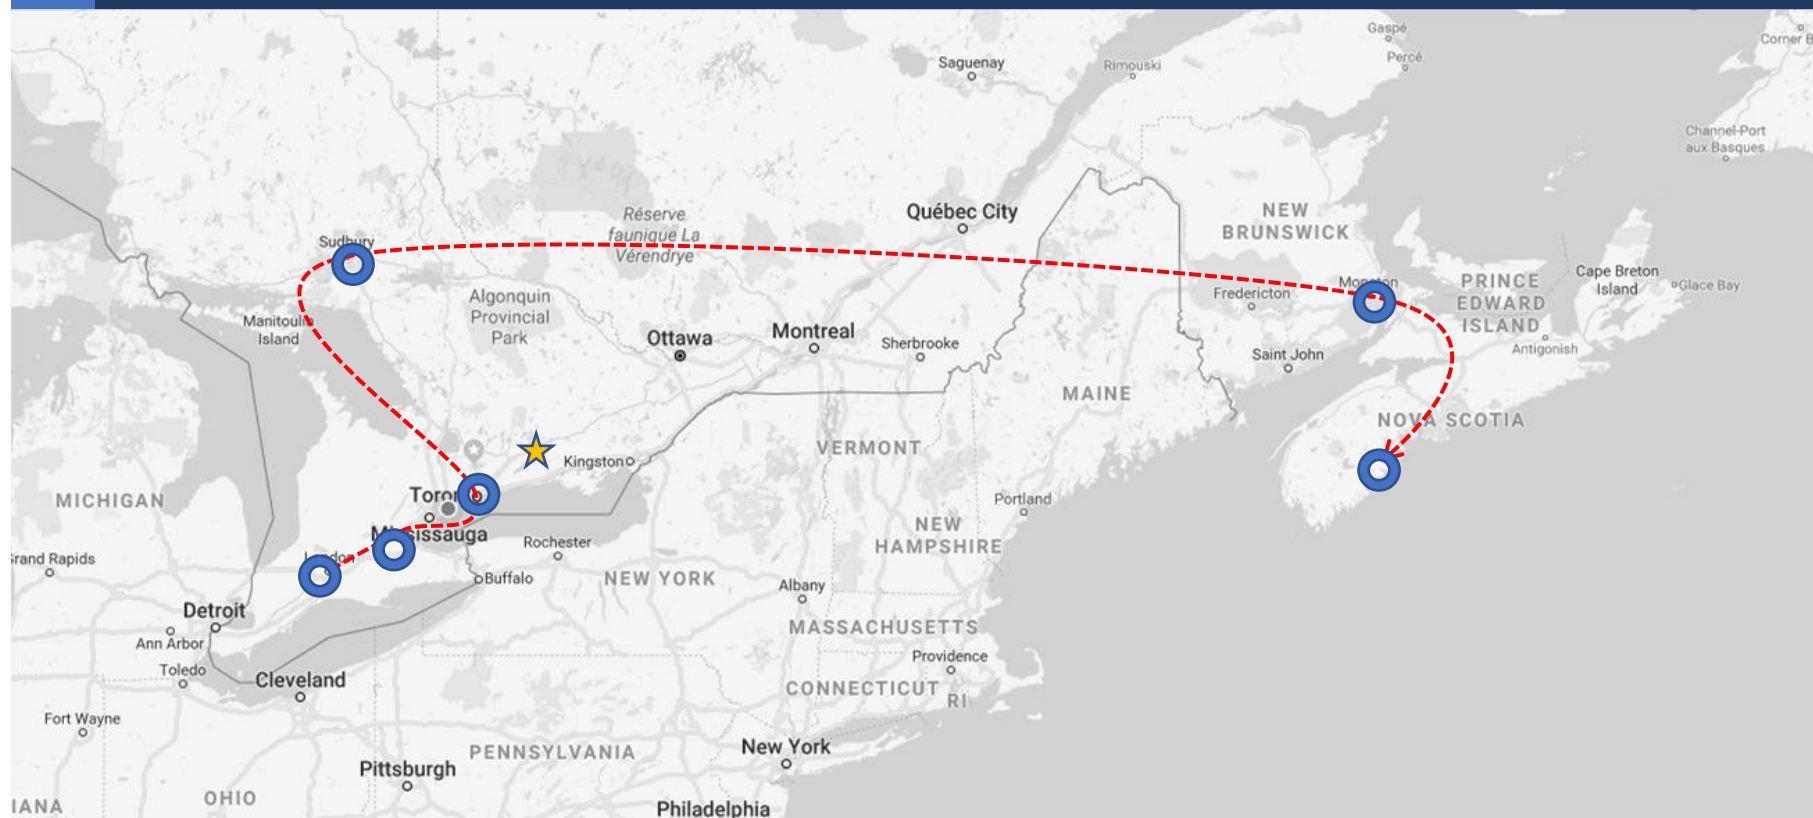 Gaspé
Percé
Corner B
Saguenay
Rimouski
Channel-Port
aux Basques
Réserve
faunique La
Vérendrye
Québec City
NEW
BRUNSWICK
Sudbury
Algonquin
Provincial
Park
Manitoulin
Island
Ottawa
Montreal
Sherbrooke
Fredericton
Moncton
PRINCE
EDWARD
ISLAND
Cape Breton
Island
Glace Bay
Antigonish
Saint John
MAINE
NOVA SCOTIA
VERMONT
Kingston
MICHIGAN
Toronto
Mississauga
Portland
NEW
HAMPSHIRE
London
Rochester
Grand Rapids
Buffalo
NEW YORK
Albany
Detroit
Ann Arbor
MASSACHUSETTS
Toledo
Cleveland
Providence
CONNECTICUT
RI
Fort Wayne
PENNSYLVANIA
New York
Pittsburgh
IANA
OHIO
Philadelphia